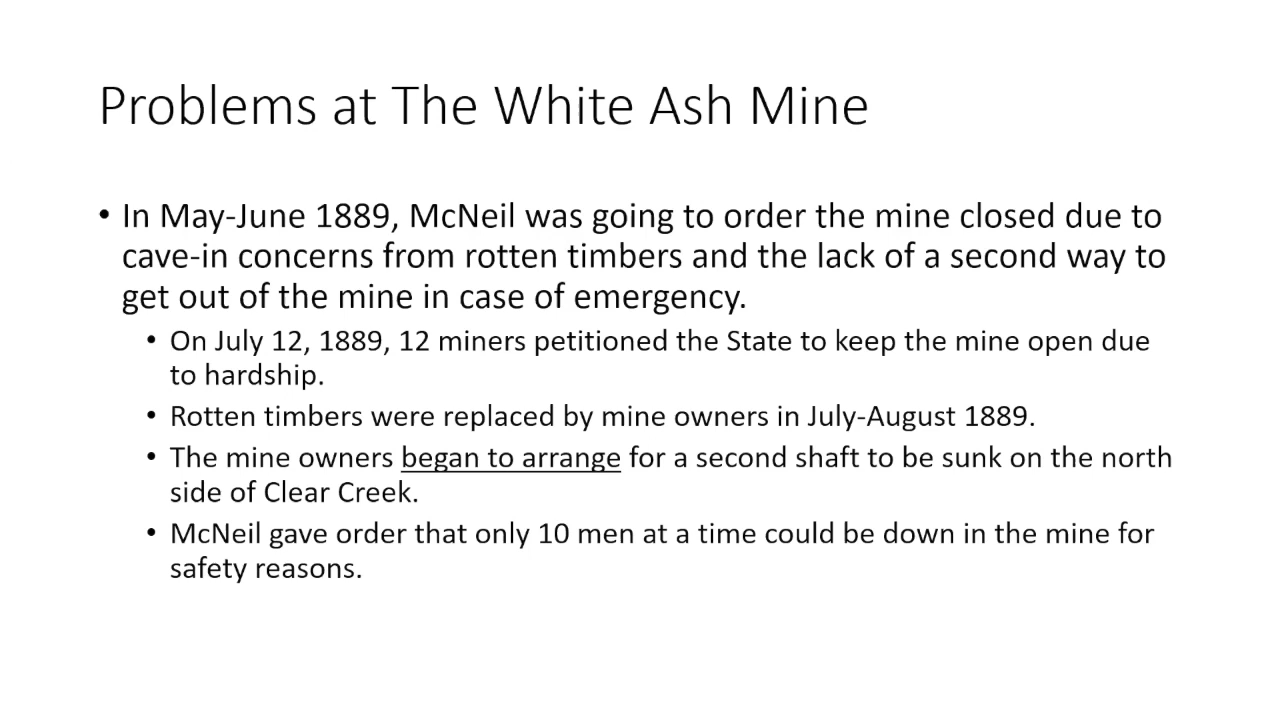 Problems at The White Ash Mine
• In May-June 1889, McNeil was going to order the mine closed due to
cave-in concerns from rotten timbers and the lack of a second way to
get out of the mine in case of emergency.
• On July 12, 1889, 12 miners petitioned the State to keep the mine open due
to hardship.
• Rotten timbers were replaced by mine owners in July-August 1889.
• The mine owners began to arrange for a second shaft to be sunk on the north
side of Clear Creek.
• McNeil gave order that only 10 men at a time could be down in the mine for
safety reasons.